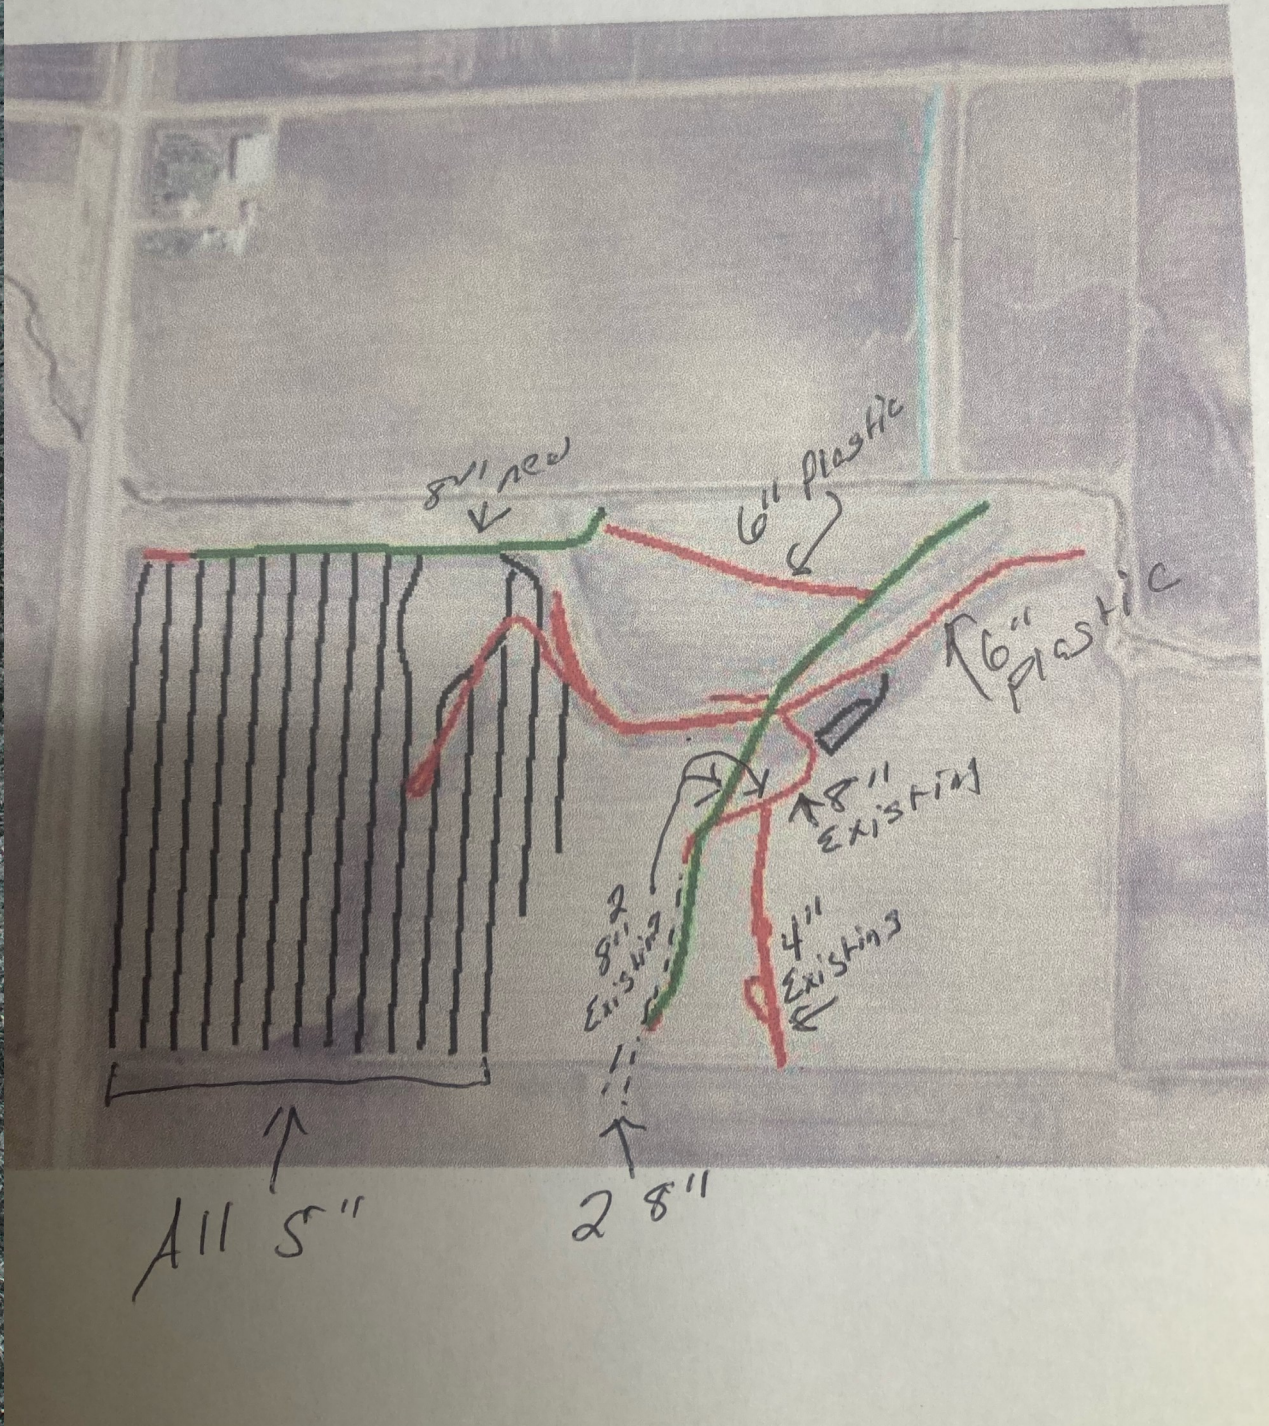 8" new
6" Plastic
6"
Plastic
8"
Existing
2
8"
Existing
4"
Existing
All 5"
2 8"